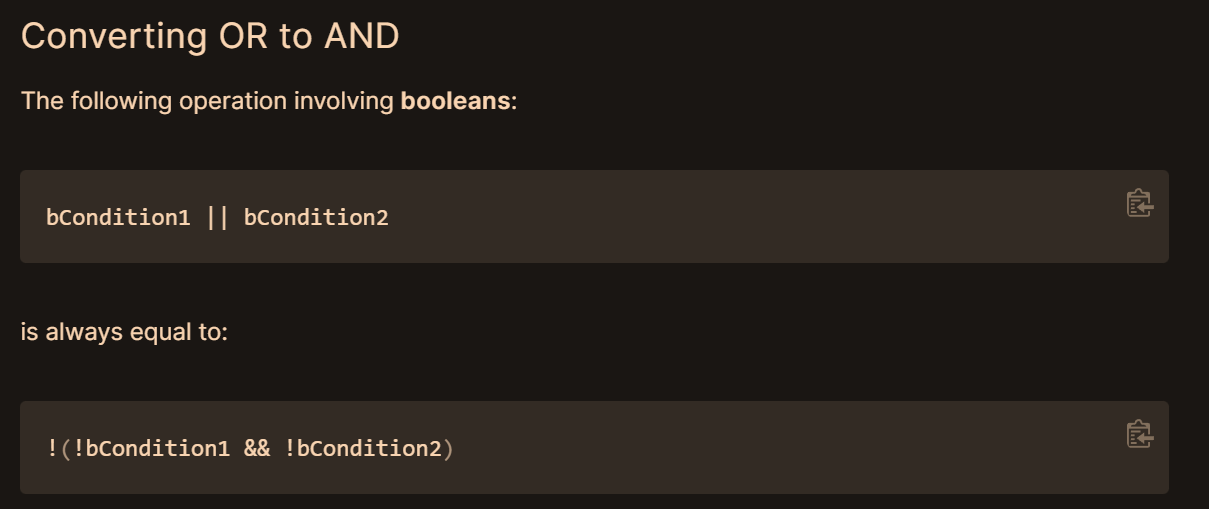 Converting OR to AND
The following operation involving booleans:
bCondition1 || bCondition2
is always equal to:
!(!bCondition1 && !bCondition2)